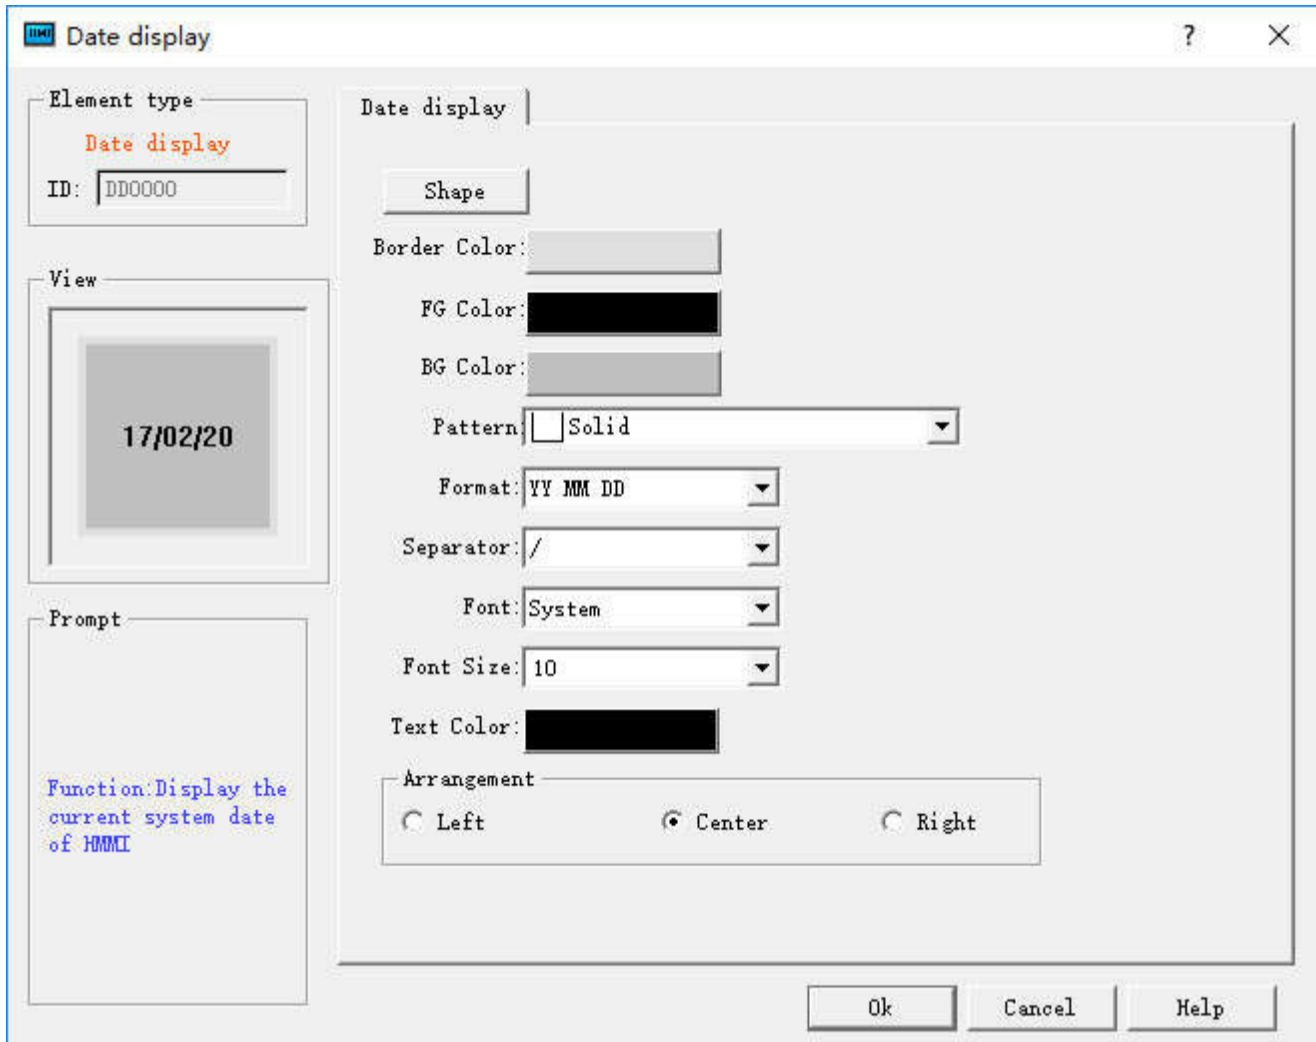 Date display
?
Element type
Date display
ID: DD0000
View
17/02/20
Prompt
Function:Display the
current system date
of HMMI
Date display
Shape
Border Color:
FG Color:
BG Color:
Pattern Solid
Format: YY MM DD
Separator: /
Font: System
Font Size: 10
Text Color:
Arrangement
Left Center Right
Ok Cancel Help